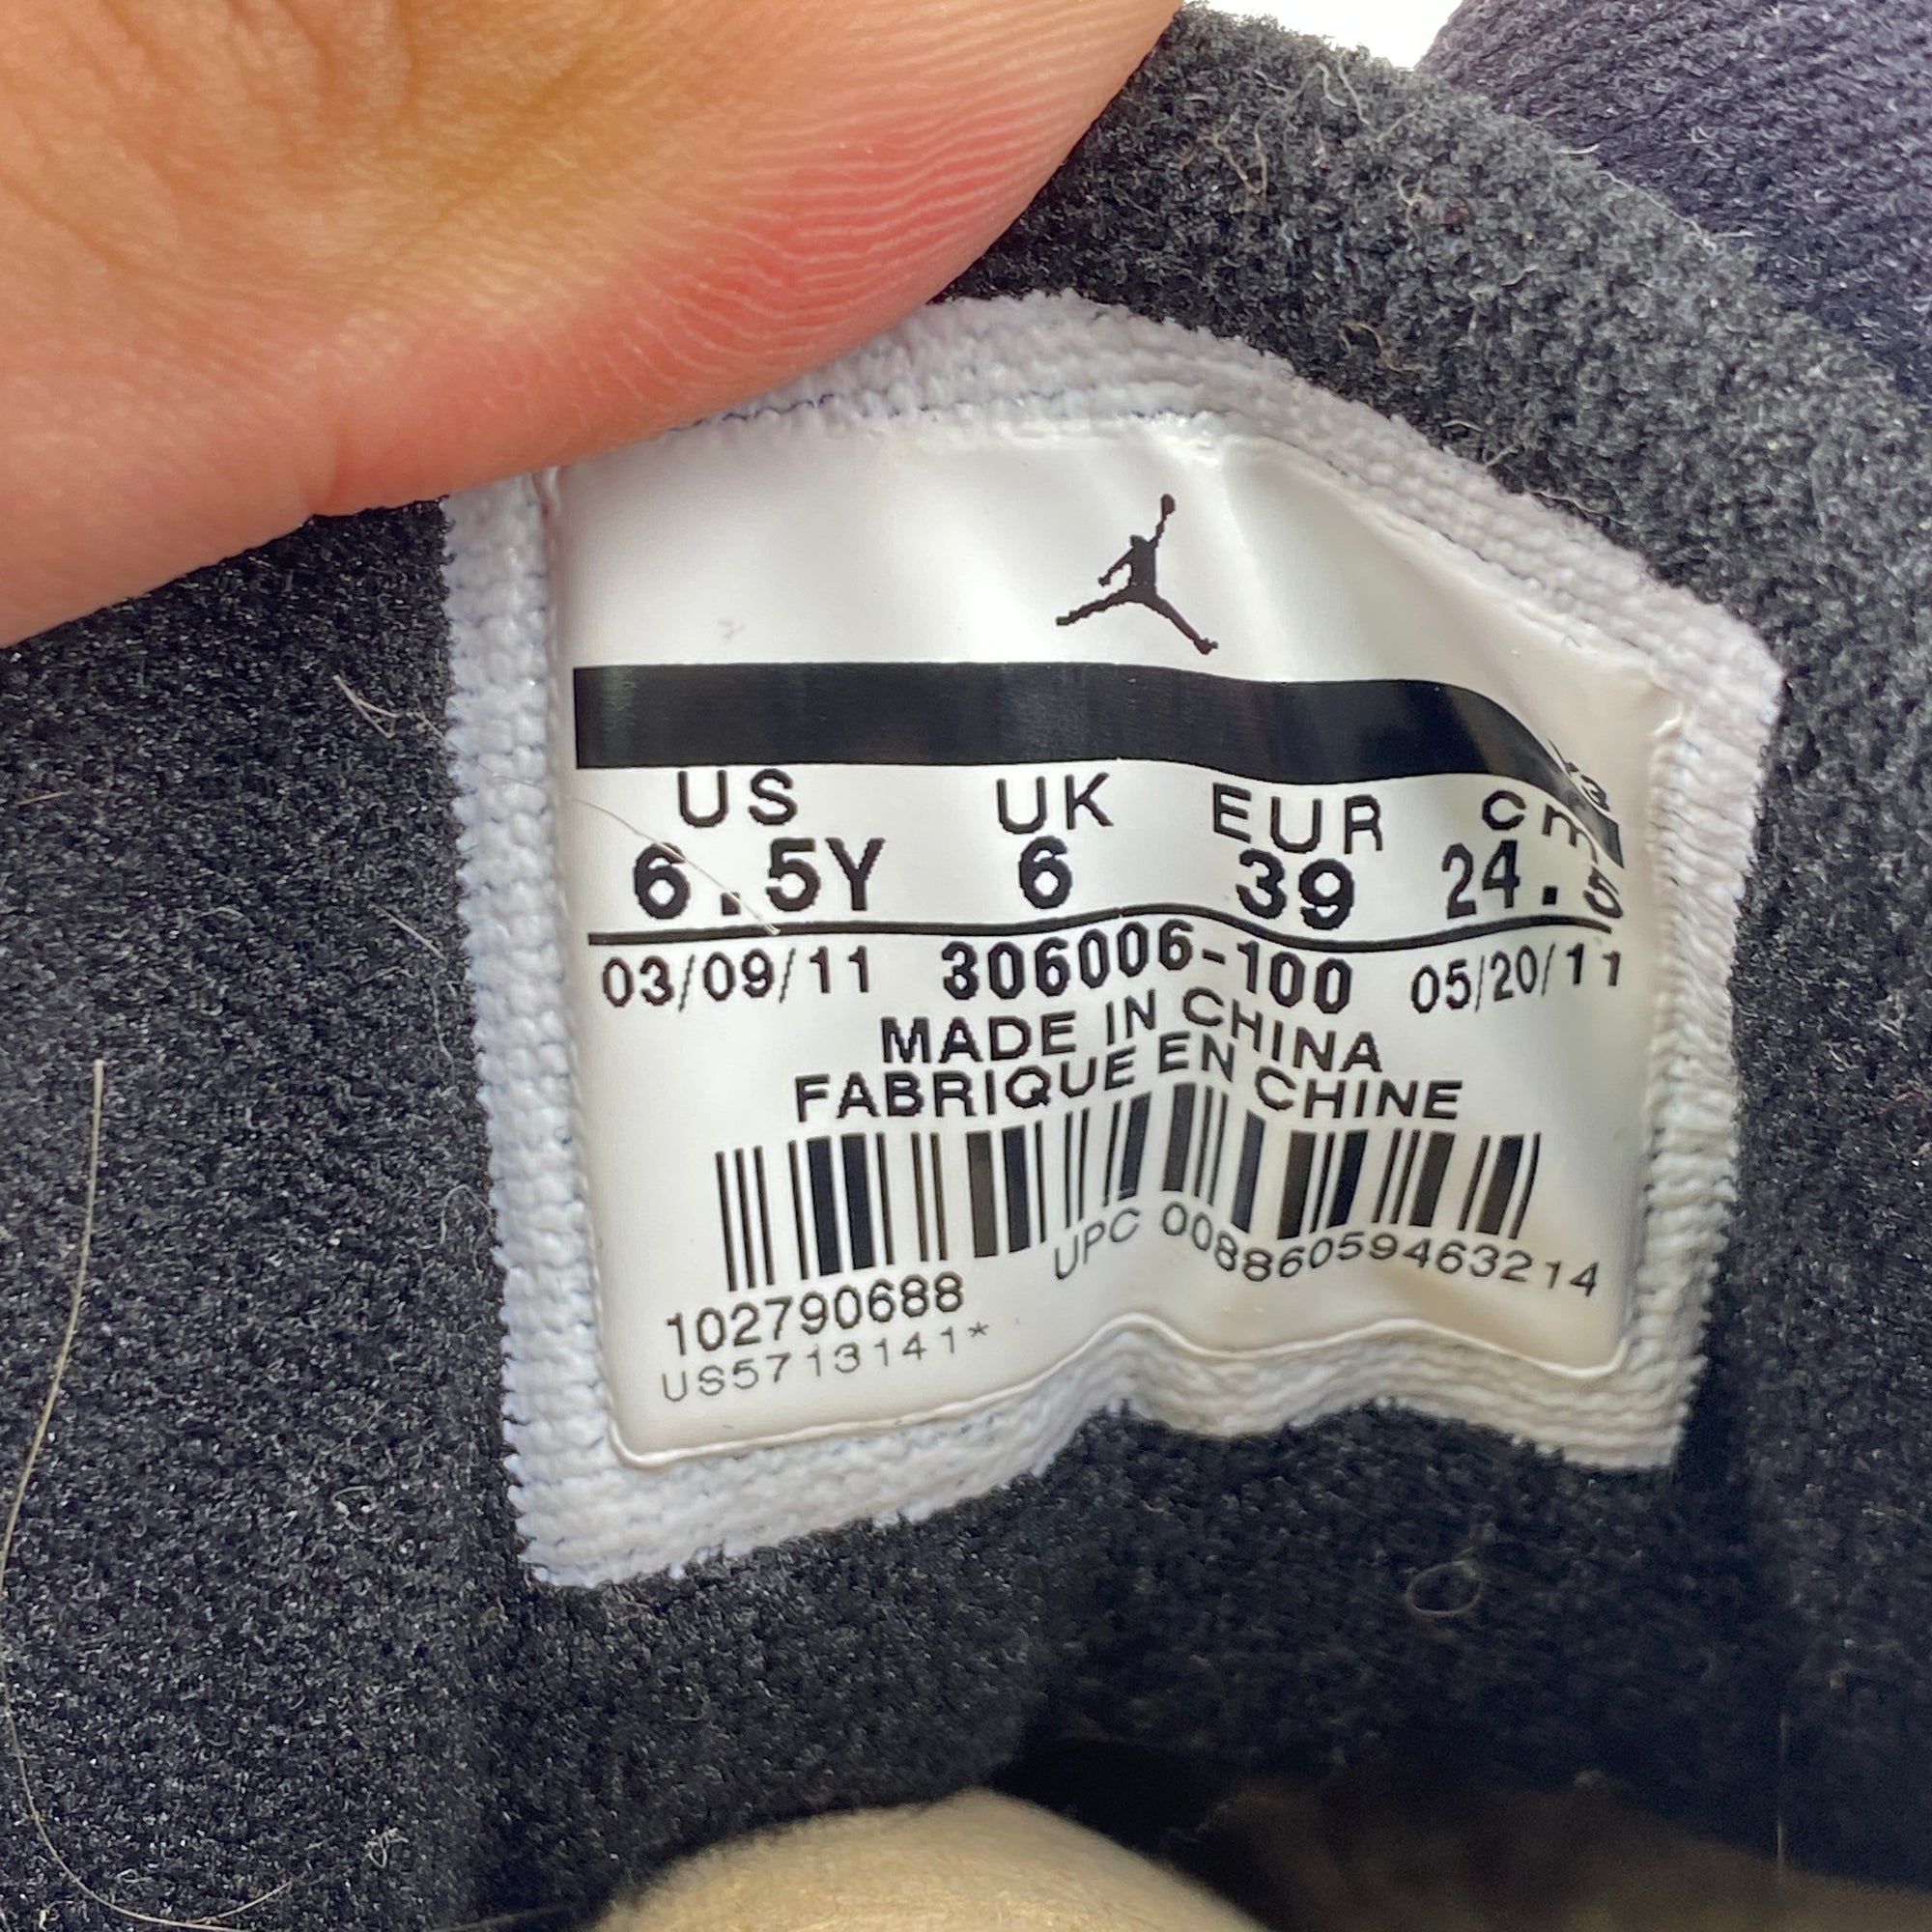 US UK EUR cm
6.5Y 6 39 24.5
03/09/11 306006-100 05/20/11
MADE IN CHINA
FABRIQUE EN CHINE
UPC 00886059463214
102790688
US5713141*